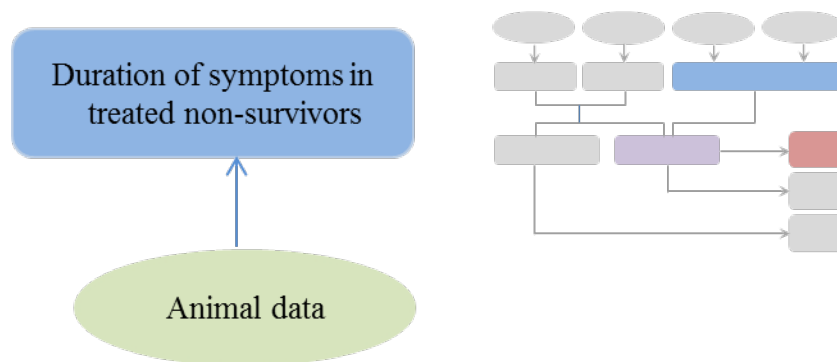 Duration of symptoms in
treated non-survivors
Animal data